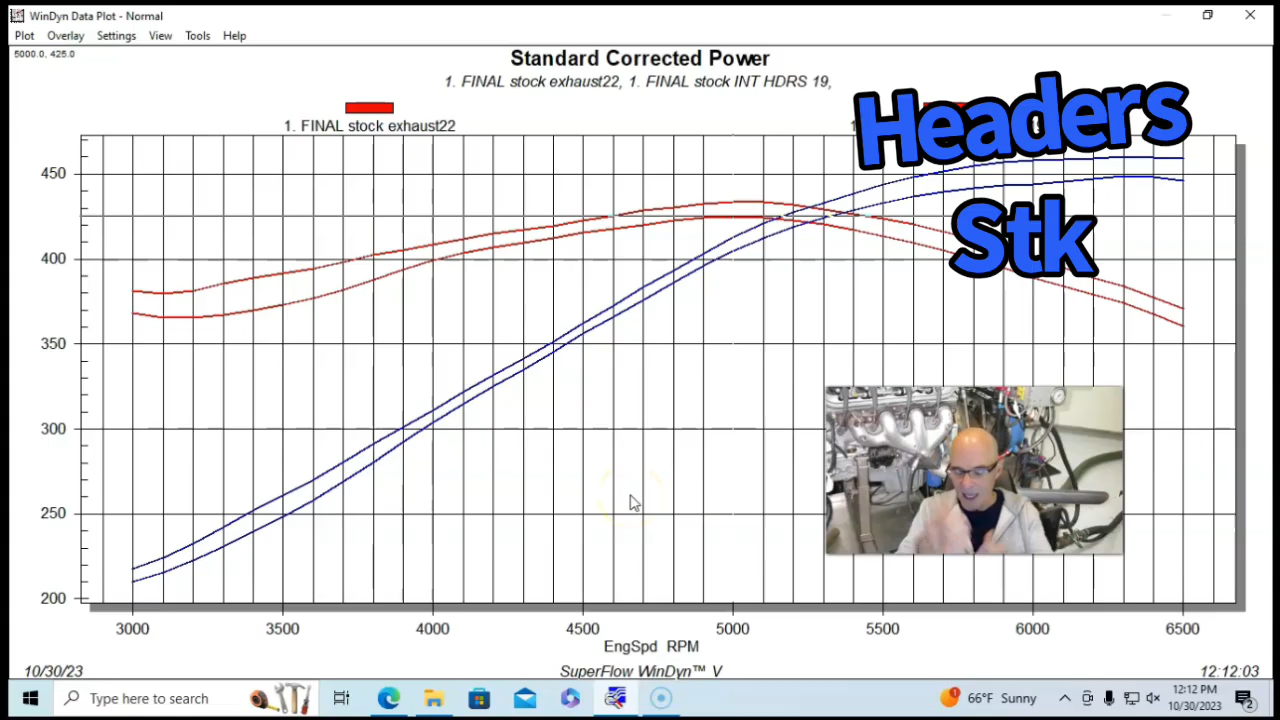 WinDyn Data Plot - Normal
Plot Overlay Settings View Tools Help
5000.0, 425.0
Standard Corrected Power
1. FINAL stock exhaust22, 1. FINAL stock INT HDRS 19,
1. FINAL stock exhaust22
Headers
Stk
450
400
350
300
250
200
3000 3500 4000 4500 5000 5500 6000 6500
EngSpd RPM
10/30/23 SuperFlow WinDyn™ V 12:12:03
Type here to search
66°F Sunny
12:12 PM
10/30/2023
2